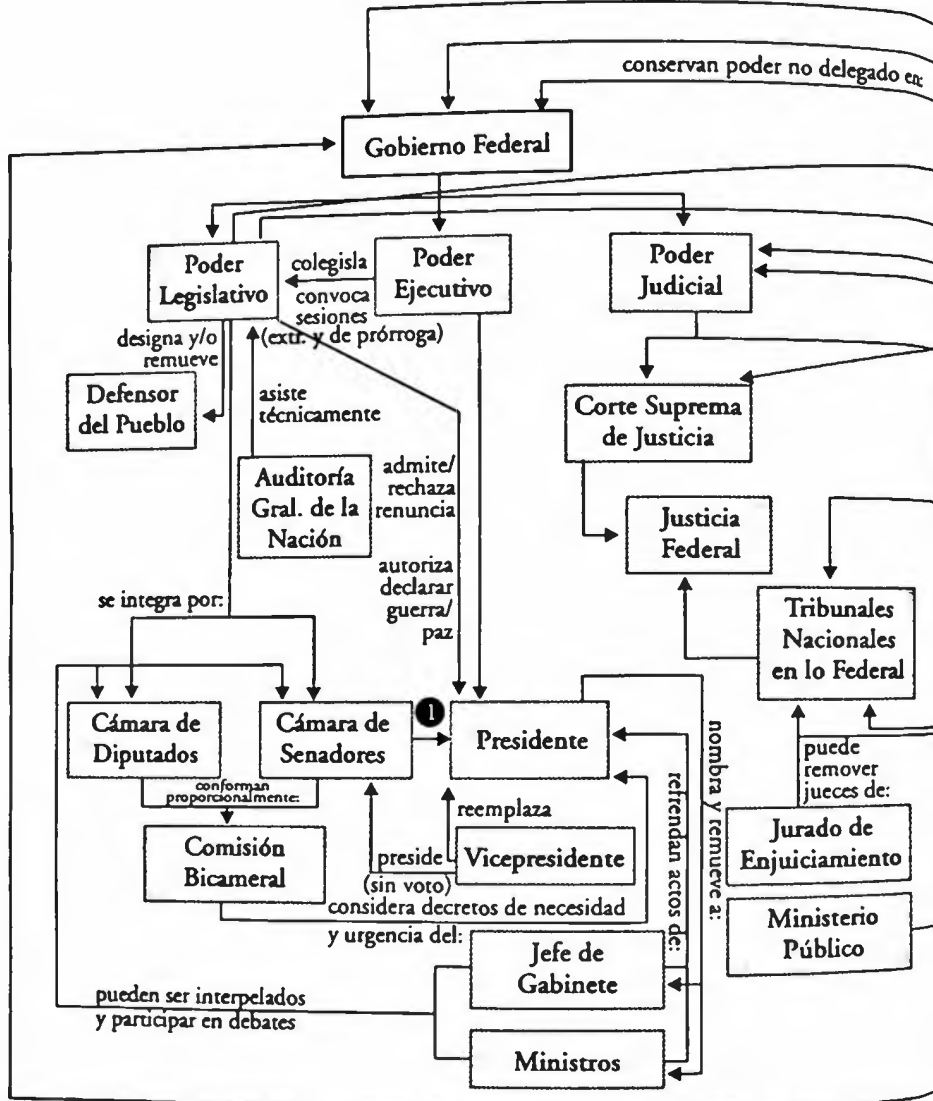 conservan poder no delegado en:
Gobierno Federal
Poder
Legislativo
colegisla
convoca
sesiones
(extr. y de prórroga)
Poder
Ejecutivo
Poder
Judicial
designa y/o
remueve
Defensor
del Pueblo
asiste
técnicamente
Auditoría
Gral. de la
Nación
admite/
rechaza
renuncia
autoriza
declarar
guerra/
paz
Corte Suprema
de Justicia
Justicia
Federal
Tribunales
Nacionales
en lo Federal
se integra por:
Cámara de
Diputados
Cámara de
Senadores
1
Presidente
conforman
proporcionalmente:
Comisión
Bicameral
reemplaza
Vicepresidente
preside
(sin voto)
considera decretos de necesidad
y urgencia del:
refrendan actos de:
nombra y remueve a:
puede
remover
jueces de:
Jurado de
Enjuiciamiento
Ministerio
Público
Jefe de
Gabinete
pueden ser interpelados
y participar en debates
Ministros